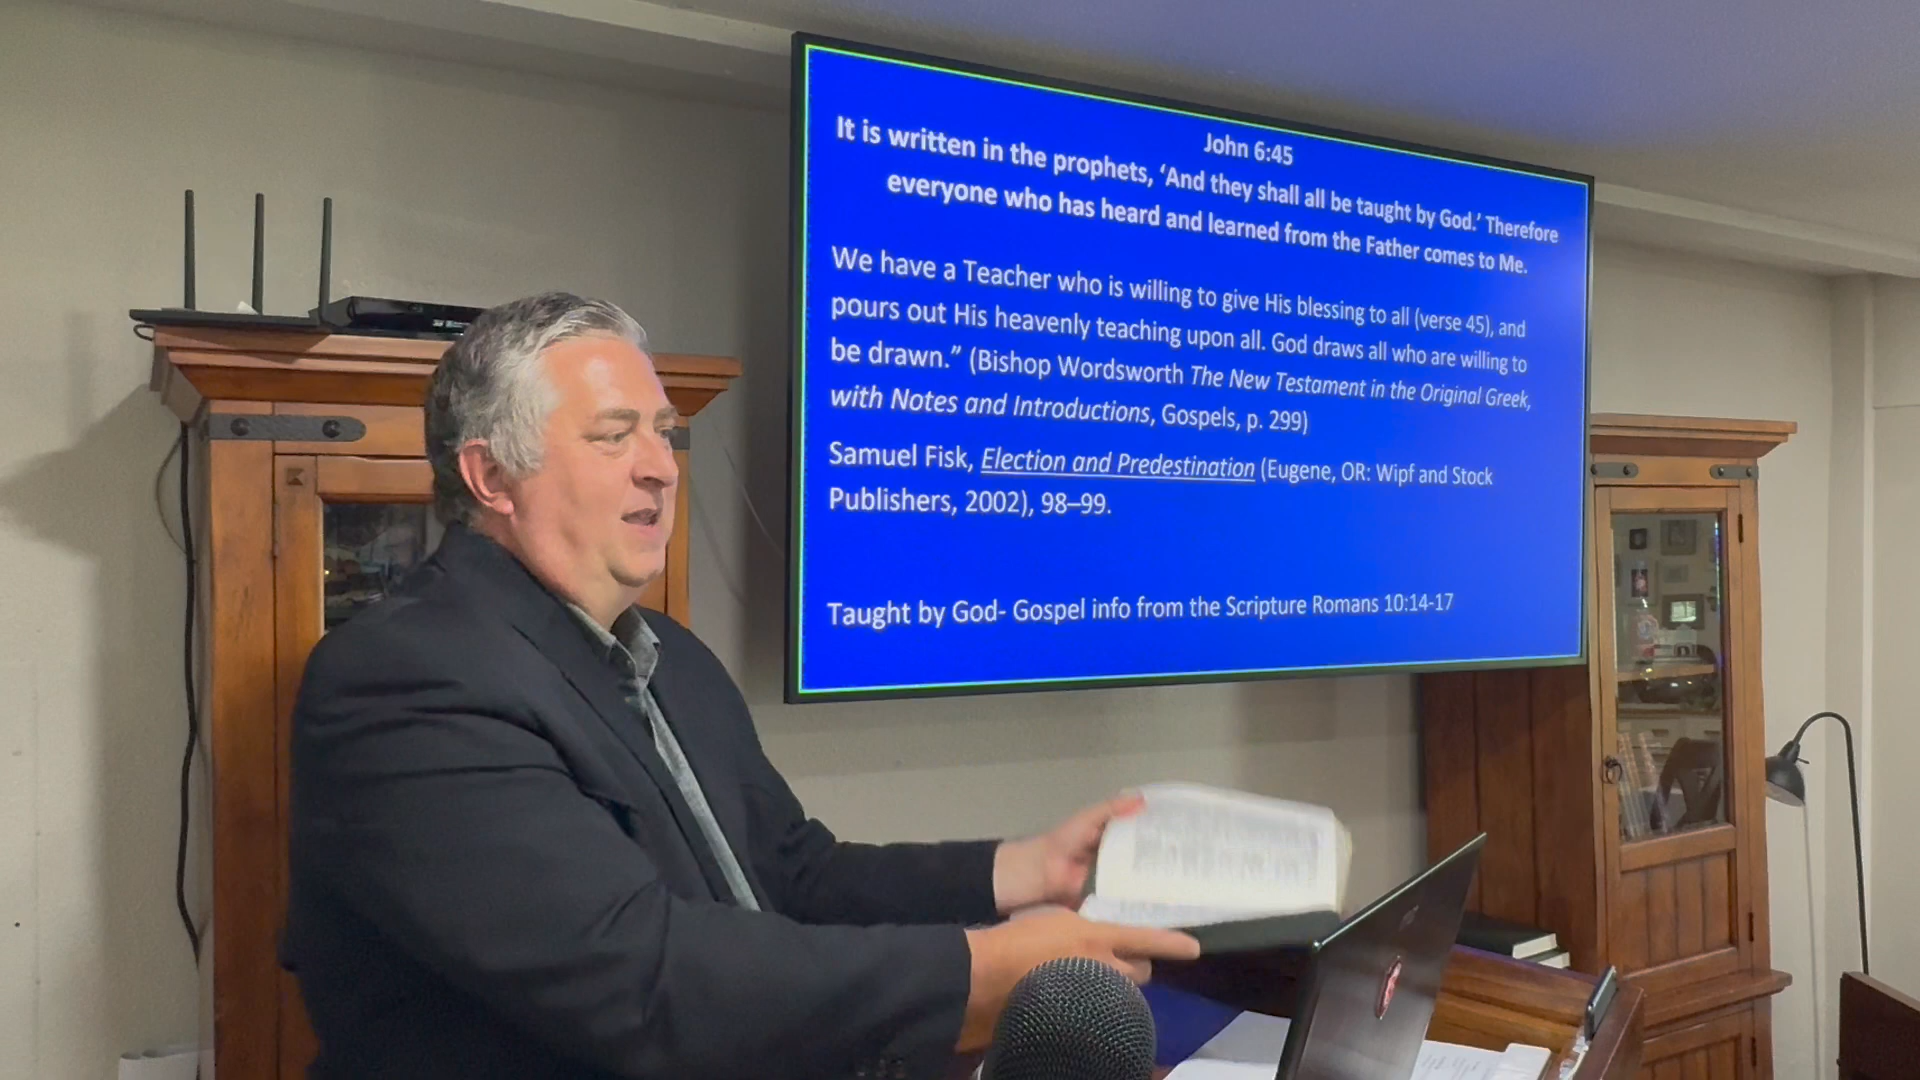 John 6:45
It is written in the prophets, ‘And they shall all be taught by God.’ Therefore
everyone who has heard and learned from the Father comes to Me.
We have a Teacher who is willing to give His blessing to all (verse 45), and
pours out His heavenly teaching upon all. God draws all who are willing to
be drawn.” (Bishop Wordsworth The New Testament in the Original Greek,
with Notes and Introductions, Gospels, p. 299)
Samuel Fisk, Election and Predestination (Eugene, OR: Wipf and Stock
Publishers, 2002), 98–99.
Taught by God- Gospel info from the Scripture Romans 10:14-17